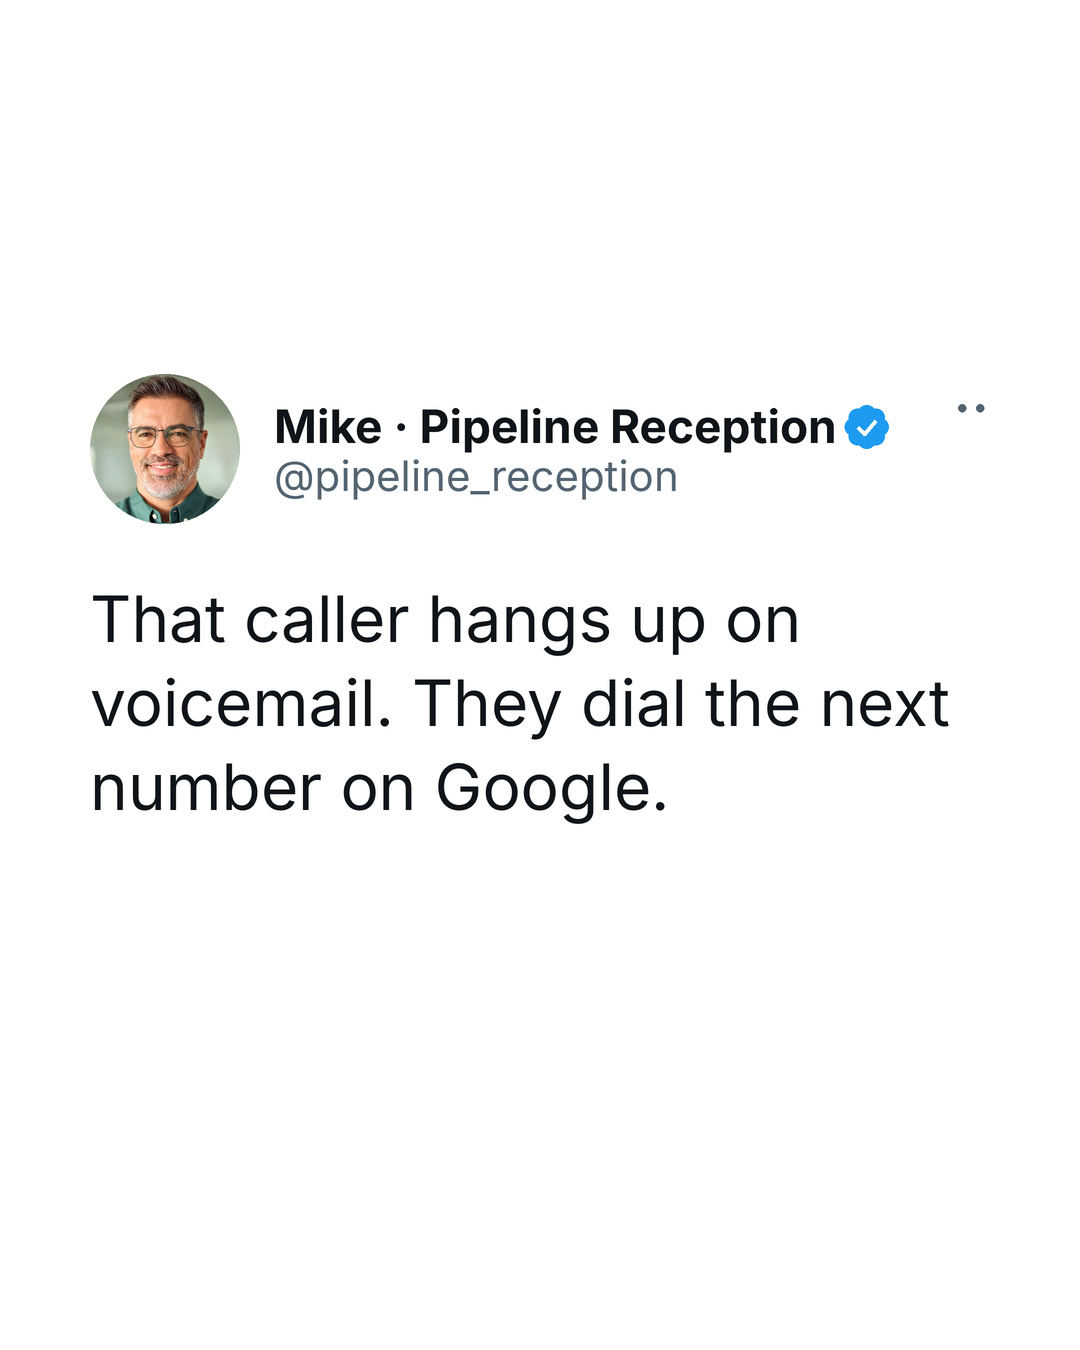 Mike · Pipeline Reception
@pipeline_reception
That caller hangs up on
voicemail. They dial the next
number on Google.